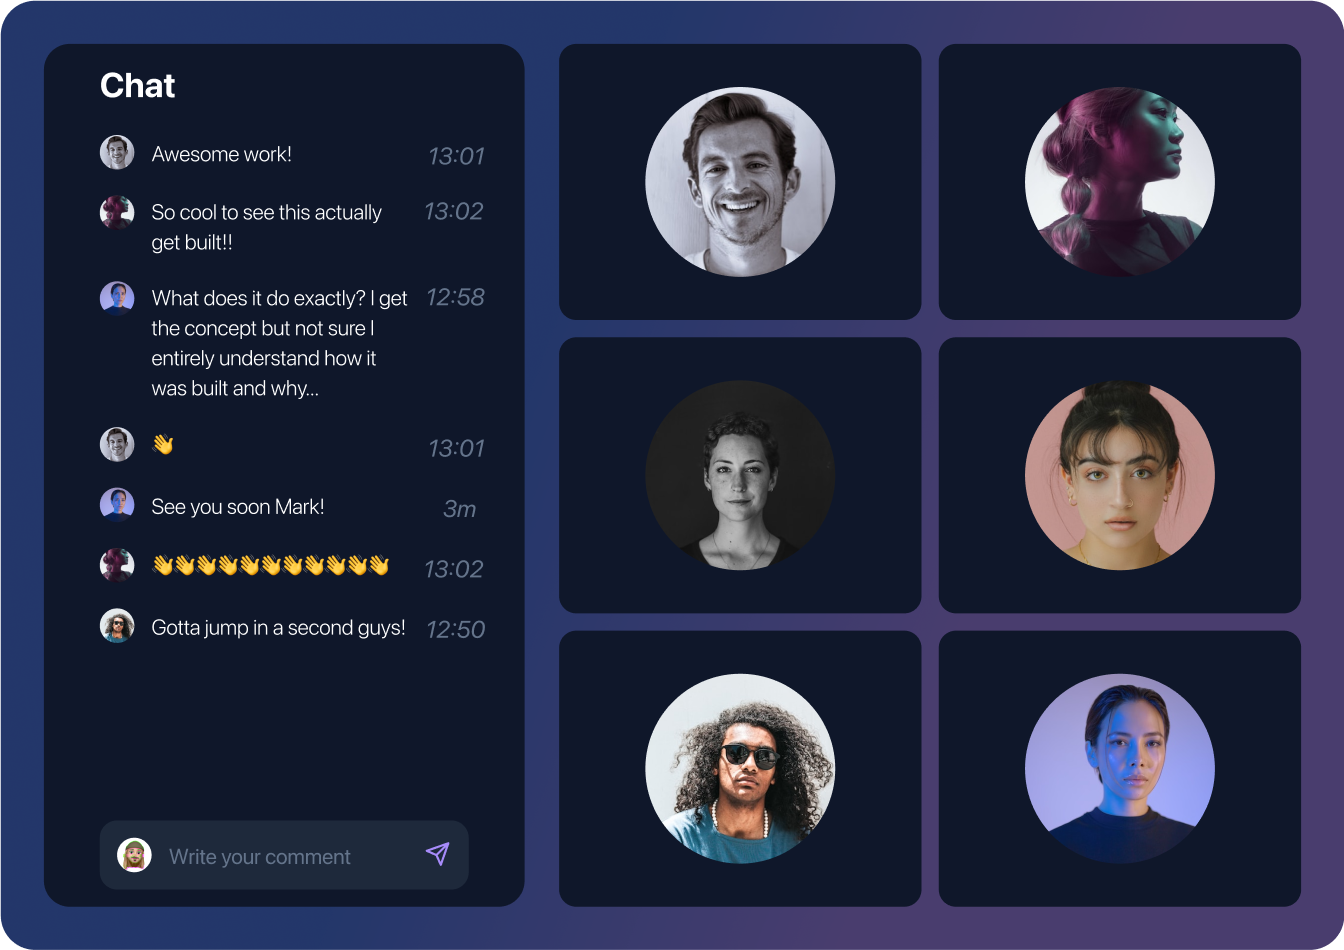 Chat
Awesome work! 13:01
So cool to see this actually 13:02
get built!!
What does it do exactly? I get 12:58
the concept but not sure I
entirely understand how it
was built and why...
👋 13:01
See you soon Mark! 3m
👋👋👋👋👋👋👋👋👋👋👋 13:02
Gotta jump in a second guys! 12:50
Write your comment